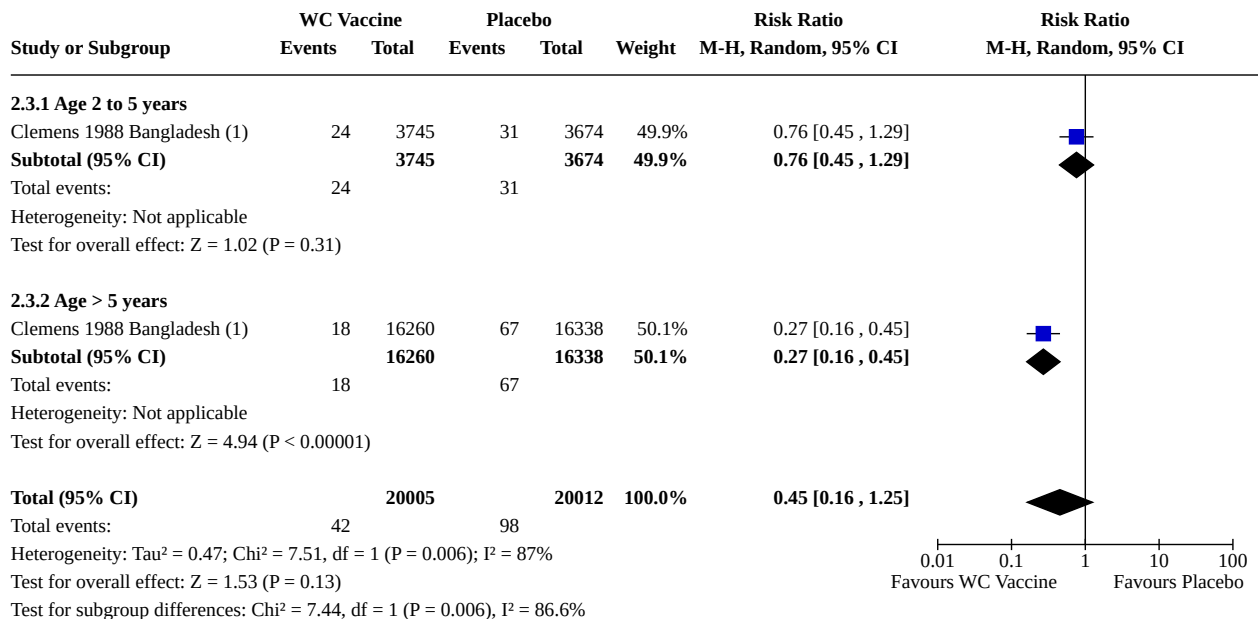 WC Vaccine Placebo Risk Ratio Risk Ratio
Study or Subgroup Events Total Events Total Weight M-H, Random, 95% CI M-H, Random, 95% CI
2.3.1 Age 2 to 5 years
Clemens 1988 Bangladesh (1) 24 3745 31 3674 49.9% 0.76 [0.45 , 1.29]
Subtotal (95% CI) 3745 3674 49.9% 0.76 [0.45 , 1.29]
Total events: 24 31
Heterogeneity: Not applicable
Test for overall effect: Z = 1.02 (P = 0.31)
2.3.2 Age > 5 years
Clemens 1988 Bangladesh (1) 18 16260 67 16338 50.1% 0.27 [0.16 , 0.45]
Subtotal (95% CI) 16260 16338 50.1% 0.27 [0.16 , 0.45]
Total events: 18 67
Heterogeneity: Not applicable
Test for overall effect: Z = 4.94 (P < 0.00001)
Total (95% CI) 20005 20012 100.0% 0.45 [0.16 , 1.25]
Total events: 42 98
Heterogeneity: Tau² = 0.47; Chi² = 7.51, df = 1 (P = 0.006); I² = 87%
Test for overall effect: Z = 1.53 (P = 0.13)
Test for subgroup differences: Chi² = 7.44, df = 1 (P = 0.006), I² = 86.6%
0.01 0.1 1 10 100
Favours WC Vaccine Favours Placebo